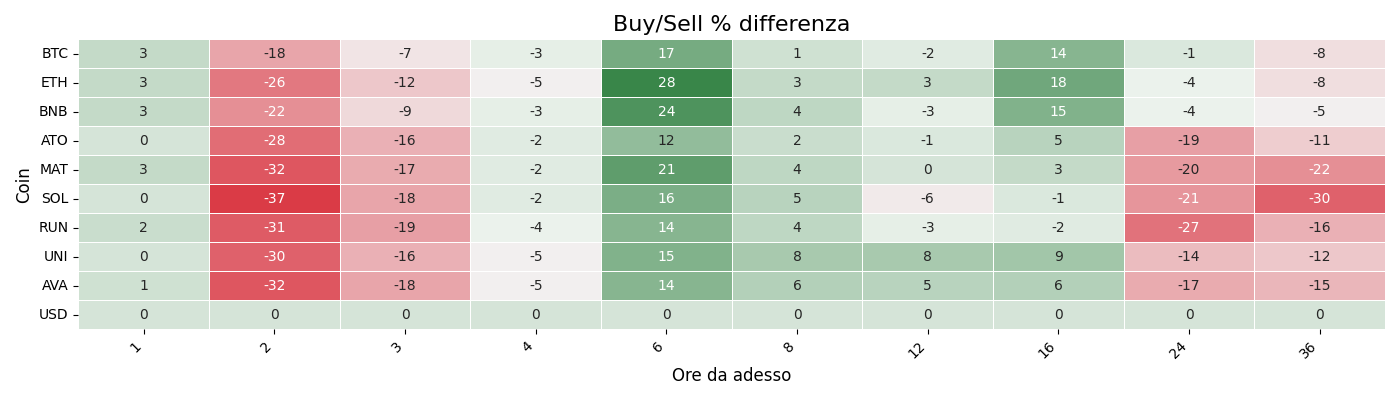 Buy/Sell % differenza
Coin
BTC 3 -18 -7 -3 17 1 -2 14 -1 -8
ETH 3 -26 -12 -5 28 3 3 18 -4 -8
BNB 3 -22 -9 -3 24 4 -3 15 -4 -5
ATO 0 -28 -16 -2 12 2 -1 5 -19 -11
MAT 3 -32 -17 -2 21 4 0 3 -20 -22
SOL 0 -37 -18 -2 16 5 -6 -1 -21 -30
RUN 2 -31 -19 -4 14 4 -3 -2 -27 -16
UNI 0 -30 -16 -5 15 8 8 9 -14 -12
AVA 1 -32 -18 -5 14 6 5 6 -17 -15
USD 0 0 0 0 0 0 0 0 0 0
1 2 3 4 6 8 12 16 24 36
Ore da adesso